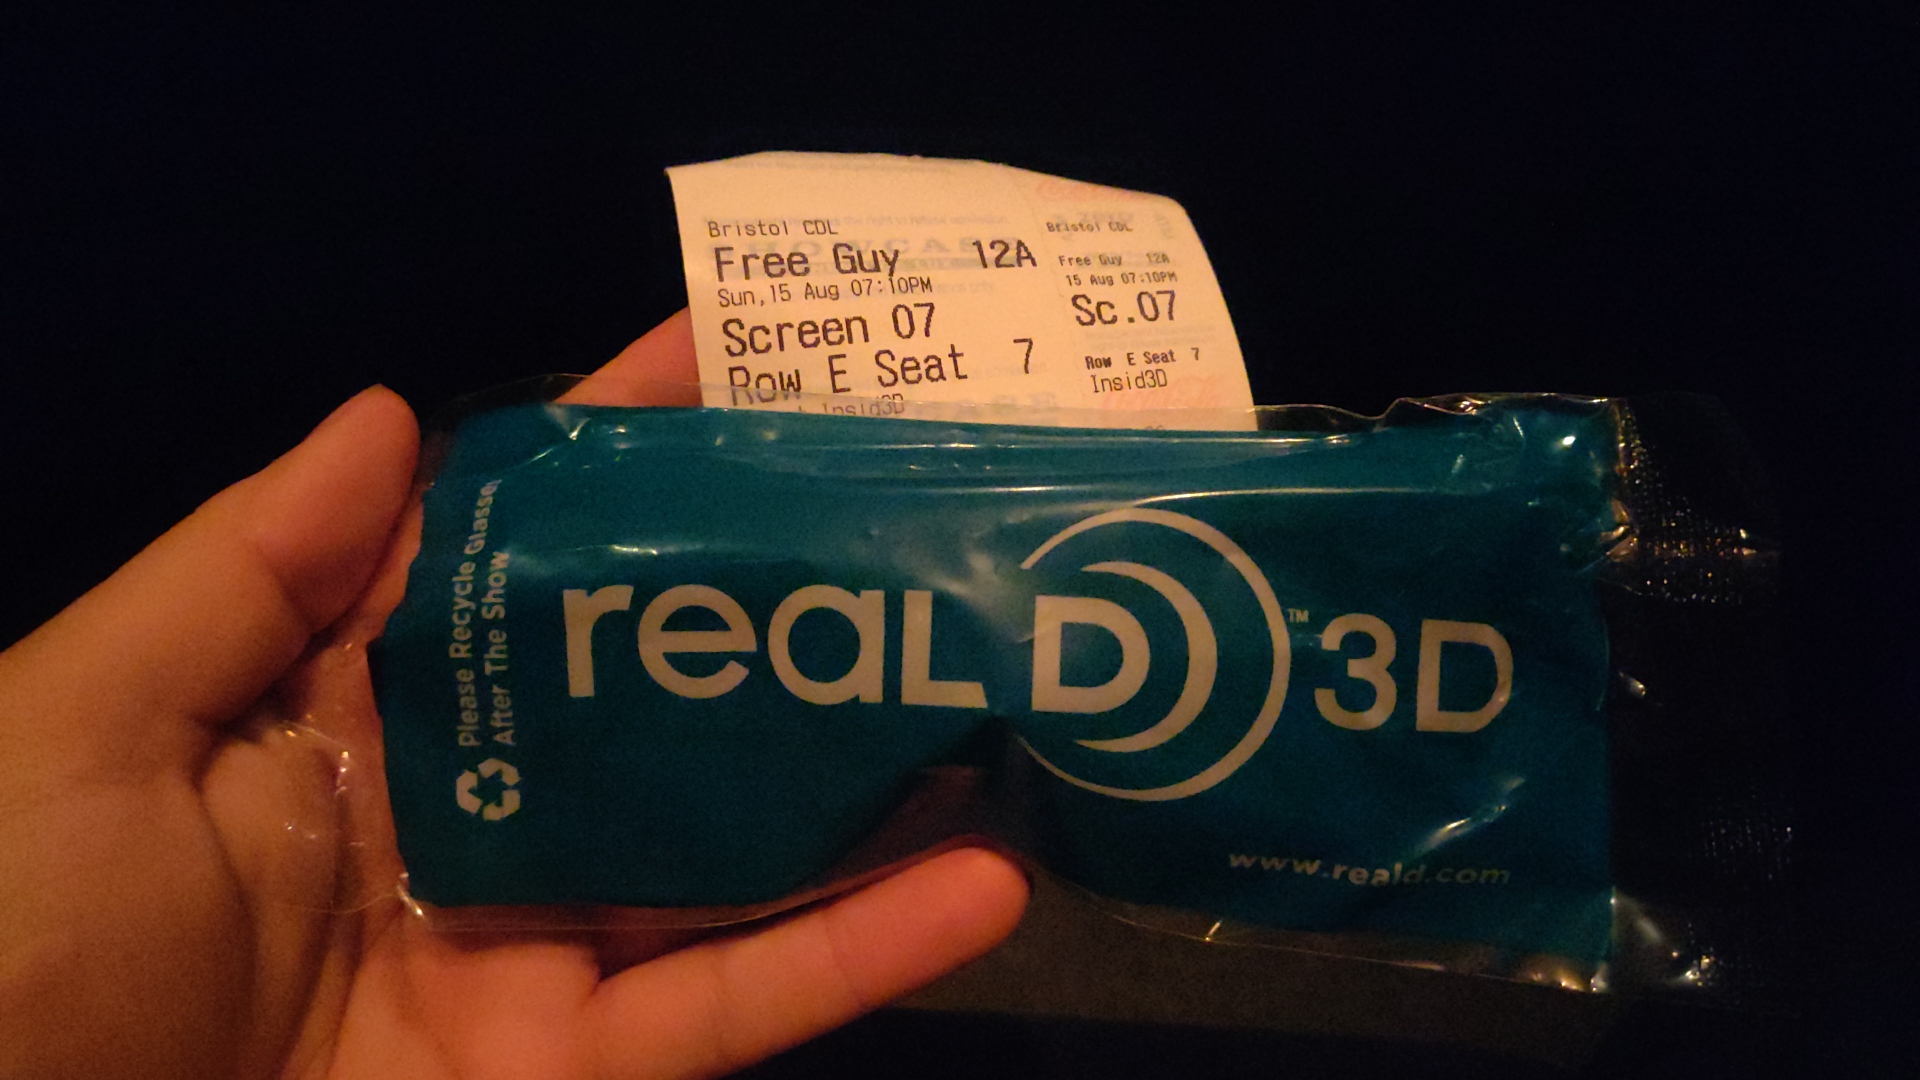 Bristol CDL
Free Guy 12A
Sun,15 Aug 07:10PM
Screen 07
Row E Seat 7
Insid3D
Bristol CDL
Free Guy 12A
15 Aug 07:10PM
Sc.07
Row E Seat 7
Insid3D
Please Recycle Glasses
After The Show
reaL D™ 3D
www.reald.com